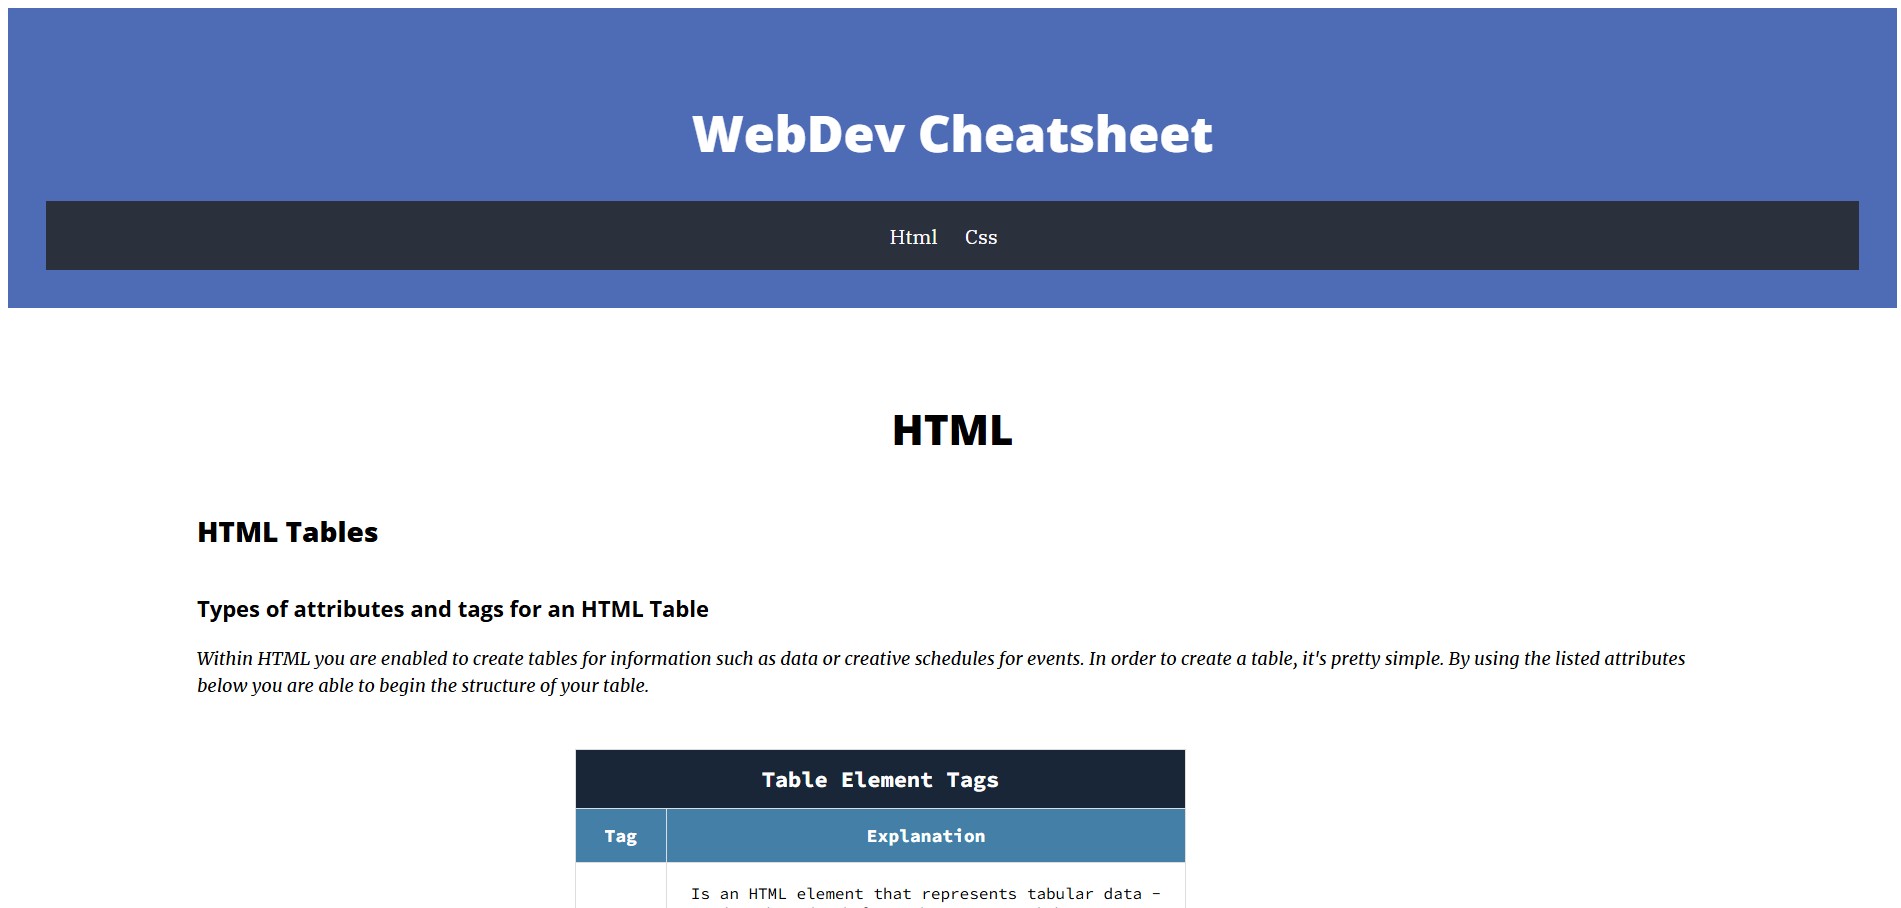 WebDev Cheatsheet
Html Css
HTML
HTML Tables
Types of attributes and tags for an HTML Table
Within HTML you are enabled to create tables for information such as data or creative schedules for events. In order to create a table, it's pretty simple. By using the listed attributes
below you are able to begin the structure of your table.
Table Element Tags
Tag Explanation
Is an HTML element that represents tabular data -